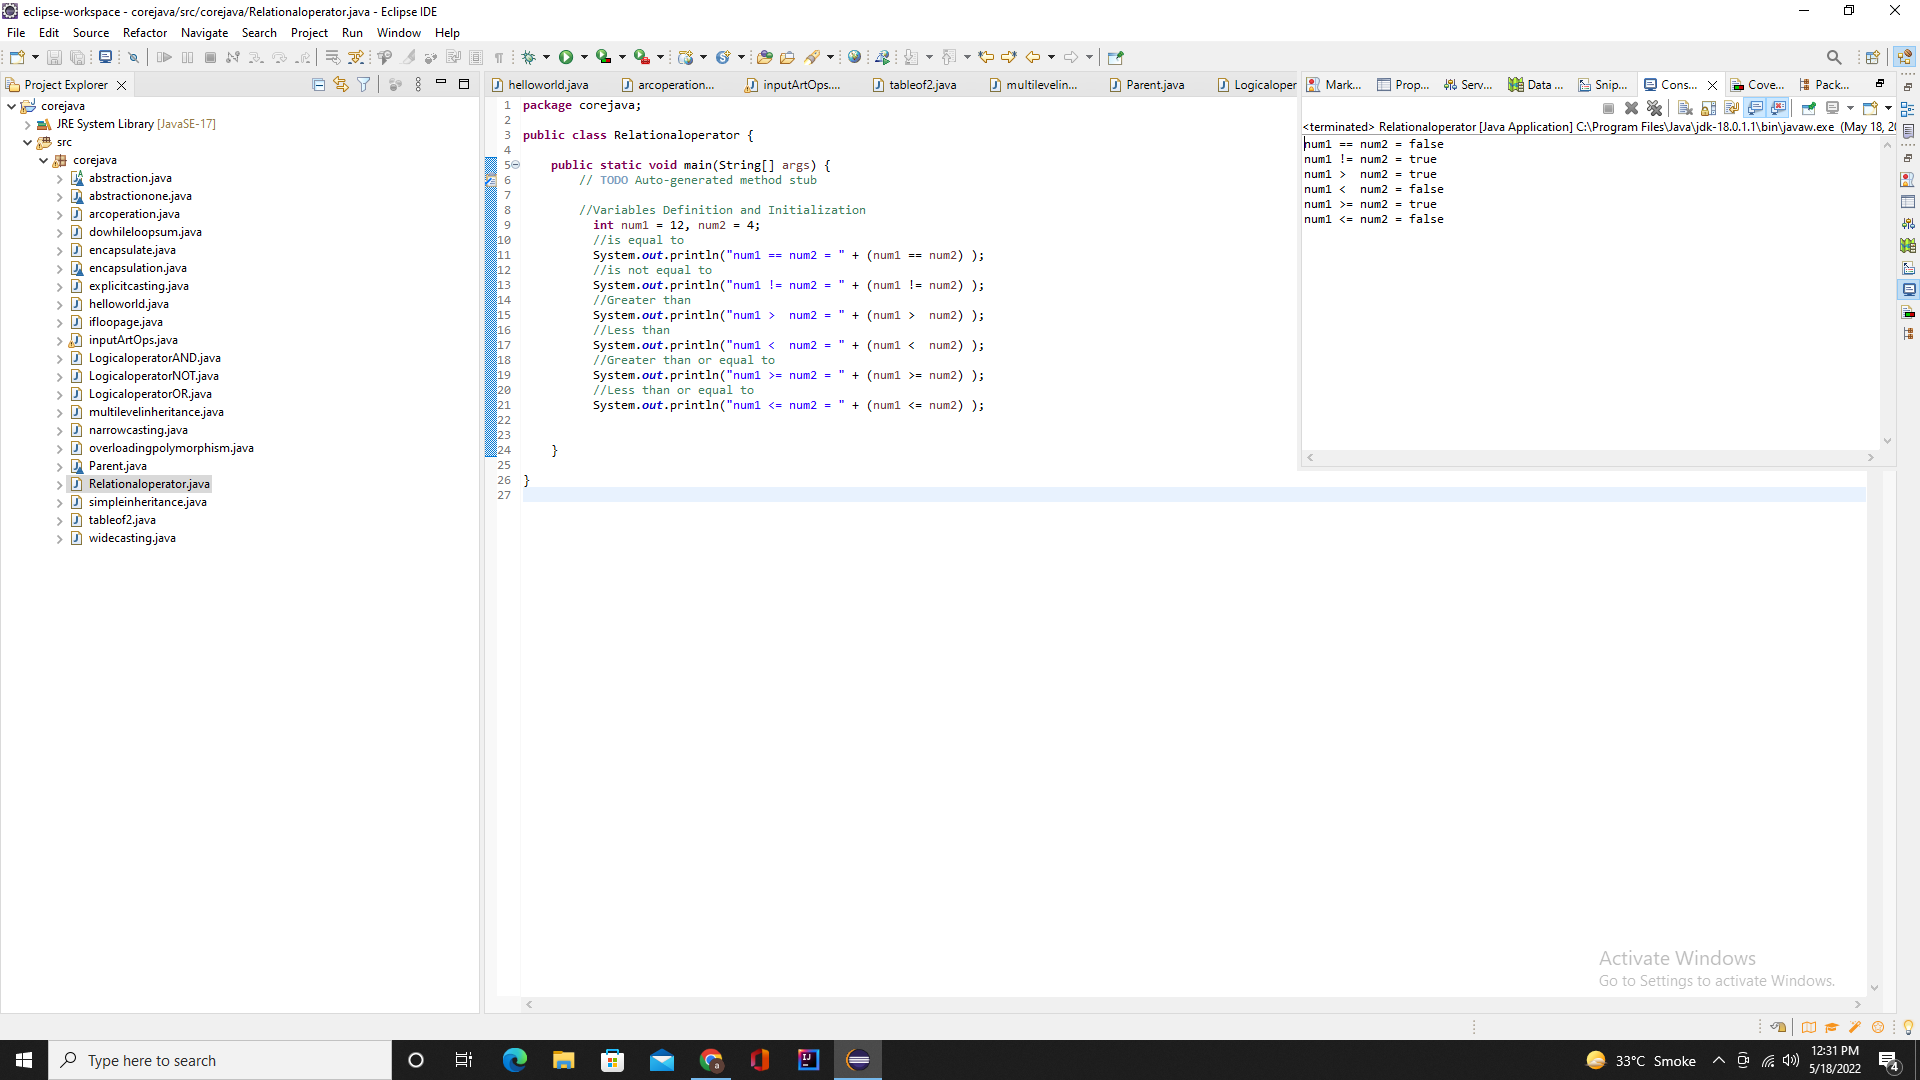 eclipse-workspace - corejava/src/corejava/Relationaloperator.java - Eclipse IDE
File Edit Source Refactor Navigate Search Project Run Window Help
Project Explorer
corejava
JRE System Library [JavaSE-17]
src
corejava
abstraction.java
abstractionone.java
arcoperation.java
dowhileloopsum.java
encapsulate.java
encapsulation.java
explicitcasting.java
helloworld.java
ifloopage.java
inputArtOps.java
LogicaloperatorAND.java
LogicaloperatorNOT.java
LogicaloperatorOR.java
multilevelinheritance.java
narrowcasting.java
overloadingpolymorphism.java
Parent.java
Relationaloperator.java
simpleinheritance.java
tableof2.java
widecasting.java
helloworld.java arcoperation... inputArtOps.... tableof2.java multilevelin... Parent.java Logicaloper
1 package corejava;
2
3 public class Relationaloperator {
4
5 public static void main(String[] args) {
6 // TODO Auto-generated method stub
7
8 //Variables Definition and Initialization
9 int num1 = 12, num2 = 4;
10 //is equal to
11 System.out.println("num1 == num2 = " + (num1 == num2) );
12 //is not equal to
13 System.out.println("num1 != num2 = " + (num1 != num2) );
14 //Greater than
15 System.out.println("num1 >  num2 = " + (num1 >  num2) );
16 //Less than
17 System.out.println("num1 <  num2 = " + (num1 <  num2) );
18 //Greater than or equal to
19 System.out.println("num1 >= num2 = " + (num1 >= num2) );
20 //Less than or equal to
21 System.out.println("num1 <= num2 = " + (num1 <= num2) );
22
23
24 }
25
26 }
27
Mark... Prop... Serv... Data ... Snip... Cons... Cove... Pack...
<terminated> Relationaloperator [Java Application] C:\Program Files\Java\jdk-18.0.1.1\bin\javaw.exe (May 18, 20
num1 == num2 = false
num1 != num2 = true
num1 >  num2 = true
num1 <  num2 = false
num1 >= num2 = true
num1 <= num2 = false
Activate Windows
Go to Settings to activate Windows.
Type here to search
33°C Smoke
12:31 PM
5/18/2022
4